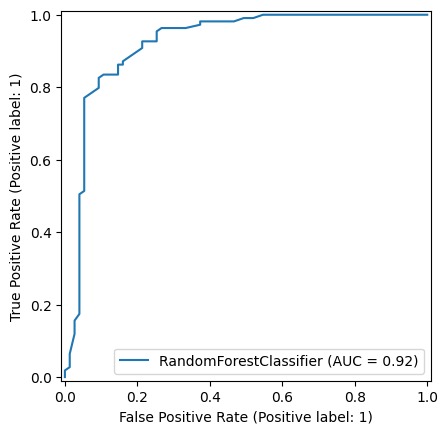 1.0
0.8
0.6
0.4
0.2
0.0
True Positive Rate (Positive label: 1)
RandomForestClassifier (AUC = 0.92)
0.0 0.2 0.4 0.6 0.8 1.0
False Positive Rate (Positive label: 1)